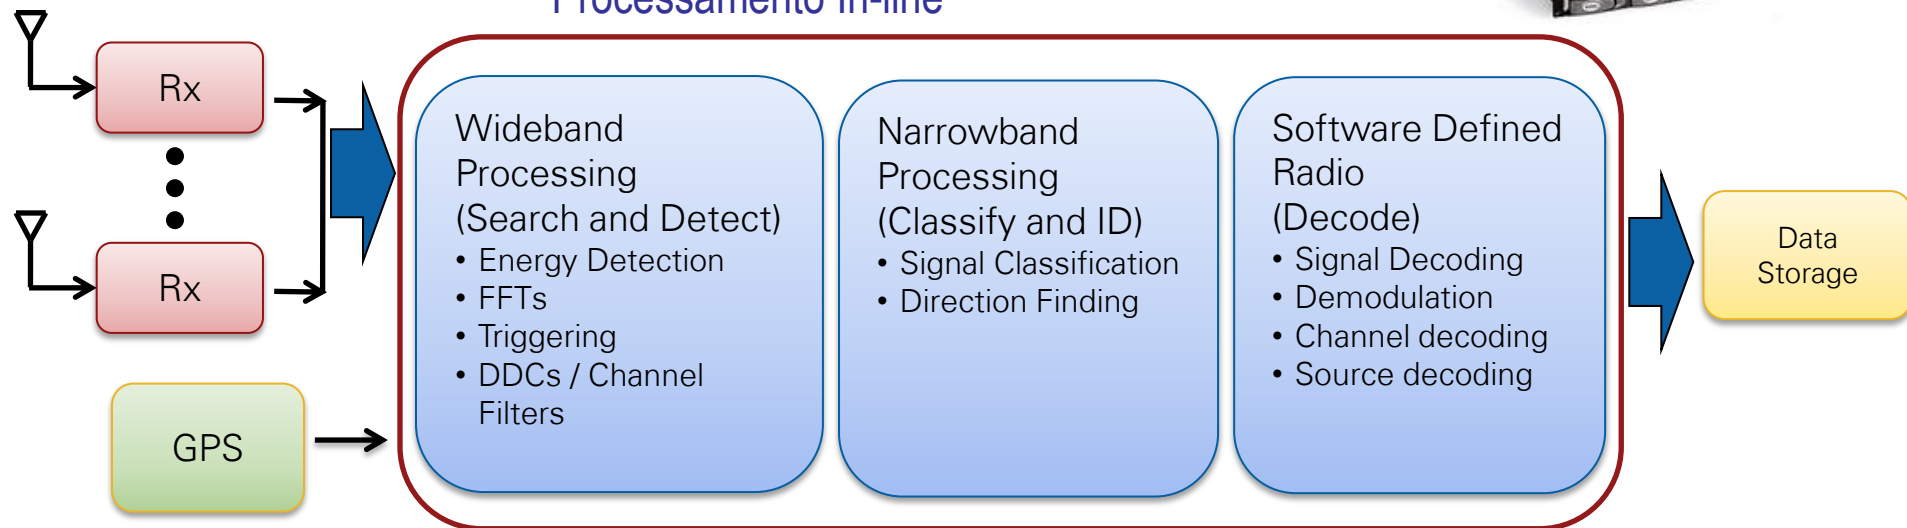 Processamento In-line
Rx
Rx
GPS
Wideband
Processing
(Search and Detect)
• Energy Detection
• FFTs
• Triggering
• DDCs / Channel
Filters
Narrowband
Processing
(Classify and ID)
• Signal Classification
• Direction Finding
Software Defined
Radio
(Decode)
• Signal Decoding
• Demodulation
• Channel decoding
• Source decoding
Data
Storage